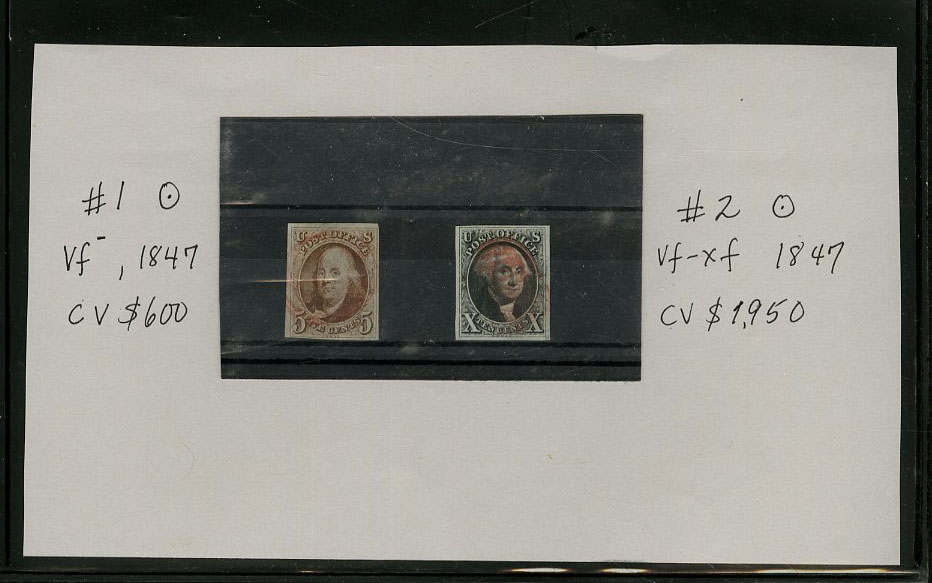 #1 ⊙
Vf⁻, 1847
CV $600
U S
POST OFFICE
5 FIVE CENTS 5
U S
POST OFFICE
X TEN CENTS X
#2 ⊙
Vf-xf 1847
CV $1,950